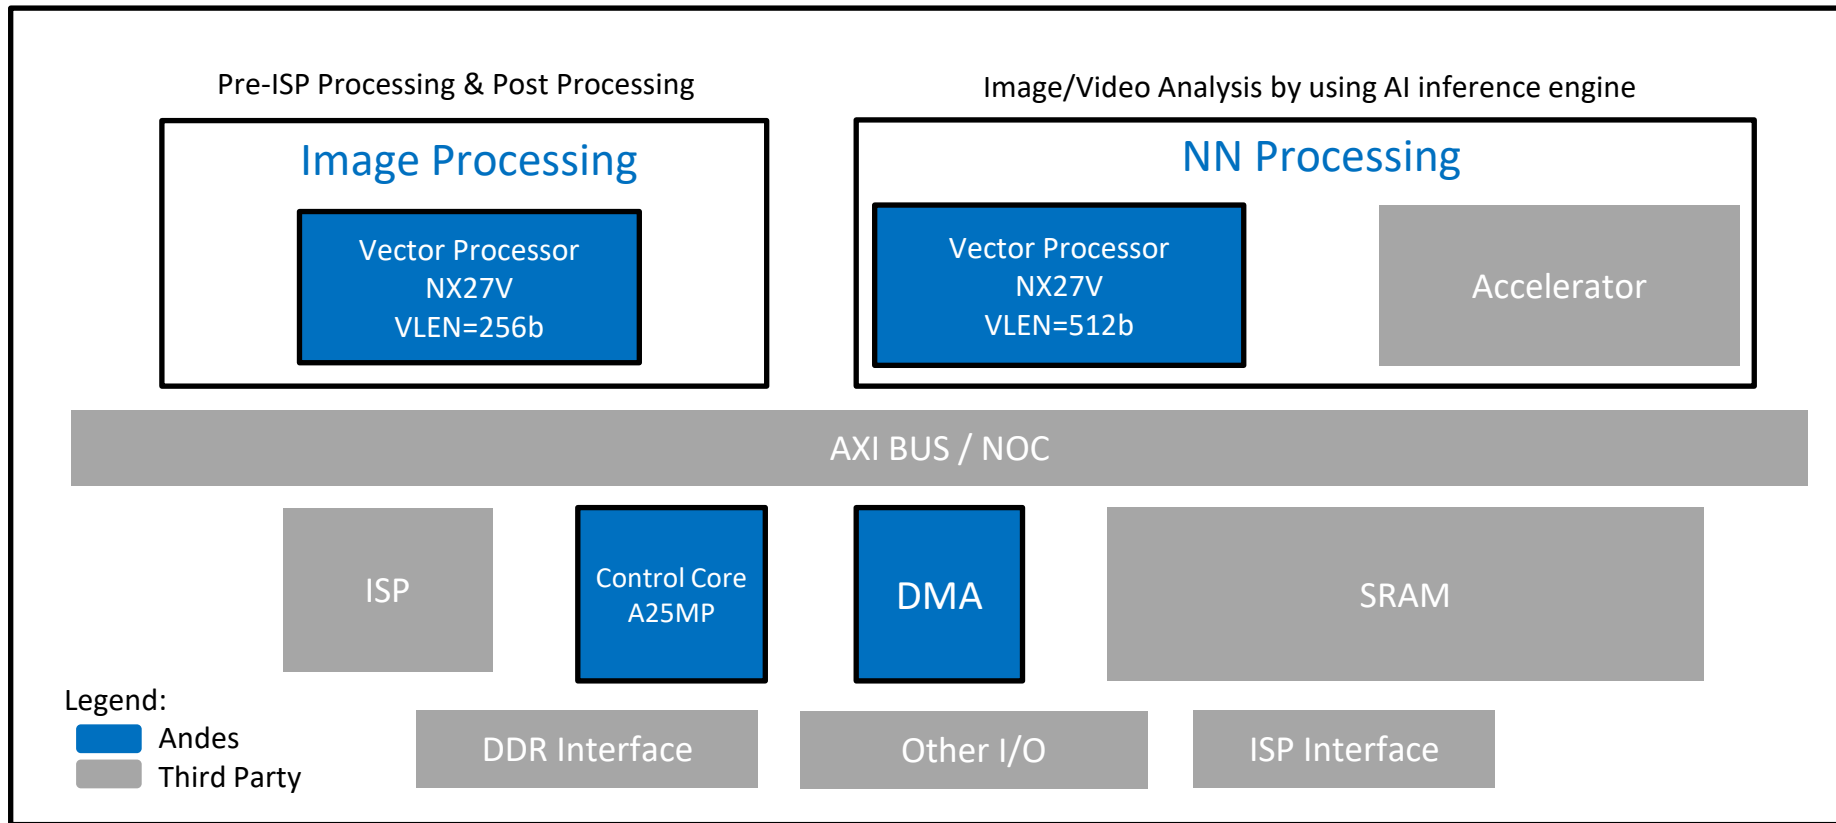 Pre-ISP Processing & Post Processing
Image/Video Analysis by using AI inference engine
Image Processing
Vector Processor
NX27V
VLEN=256b
NN Processing
Vector Processor
NX27V
VLEN=512b
Accelerator
AXI BUS / NOC
ISP
Control Core
A25MP
DMA
SRAM
Legend:
Andes
Third Party
DDR Interface
Other I/O
ISP Interface